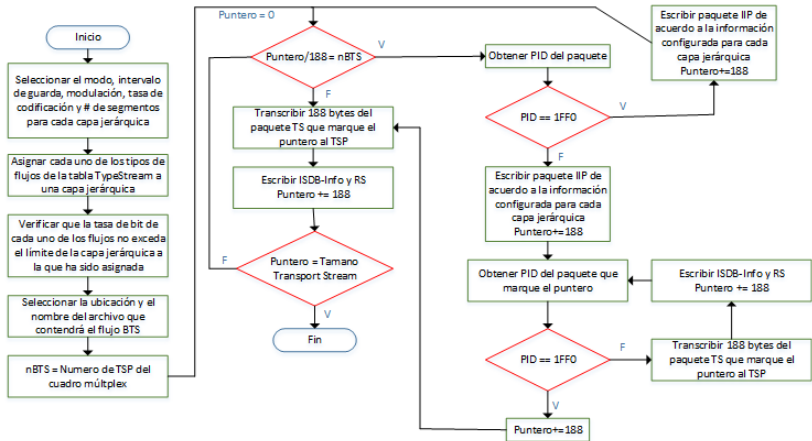 Inicio
Seleccionar el modo, intervalo
de guarda, modulación, tasa de
codificación y # de segmentos
para cada capa jerárquica
Asignar cada uno de los tipos de
flujos de la tabla TypeStream a
una capa jerárquica
Verificar que la tasa de bit de
cada uno de los flujos no exceda
el límite de la capa jerárquica a
la que ha sido asignada
Seleccionar la ubicación y el
nombre del archivo que
contendrá el flujo BTS
nBTS = Numero de TSP del
cuadro múltplex
Puntero = 0
Puntero/188 = nBTS
V
F
Transcribir 188 bytes del
paquete TS que marque el
puntero al TSP
Escribir ISDB-Info y RS
Puntero += 188
Puntero = Tamano
Transport Stream
F
V
Fin
Obtener PID del paquete
PID == 1FF0
V
F
Escribir paquete IIP de
acuerdo a la información
configurada para cada
capa jerárquica
Puntero+=188
Escribir paquete IIP de
acuerdo a la información
configurada para cada
capa jerárquica
Puntero+=188
Obtener PID del paquete que
marque el puntero
PID == 1FF0
F
V
Transcribir 188 bytes del
paquete TS que marque el
puntero al TSP
Escribir ISDB-Info y RS
Puntero += 188
Puntero+=188